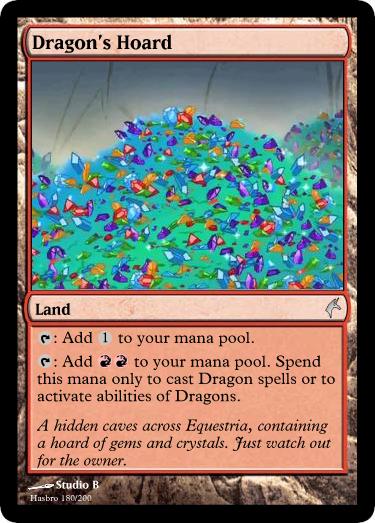 Dragon's Hoard
Land
: Add 1 to your mana pool.
: Add to your mana pool. Spend
this mana only to cast Dragon spells or to
activate abilities of Dragons.
A hidden caves across Equestria, containing
a hoard of gems and crystals. Just watch out
for the owner.
Studio B
Hasbro 180/200